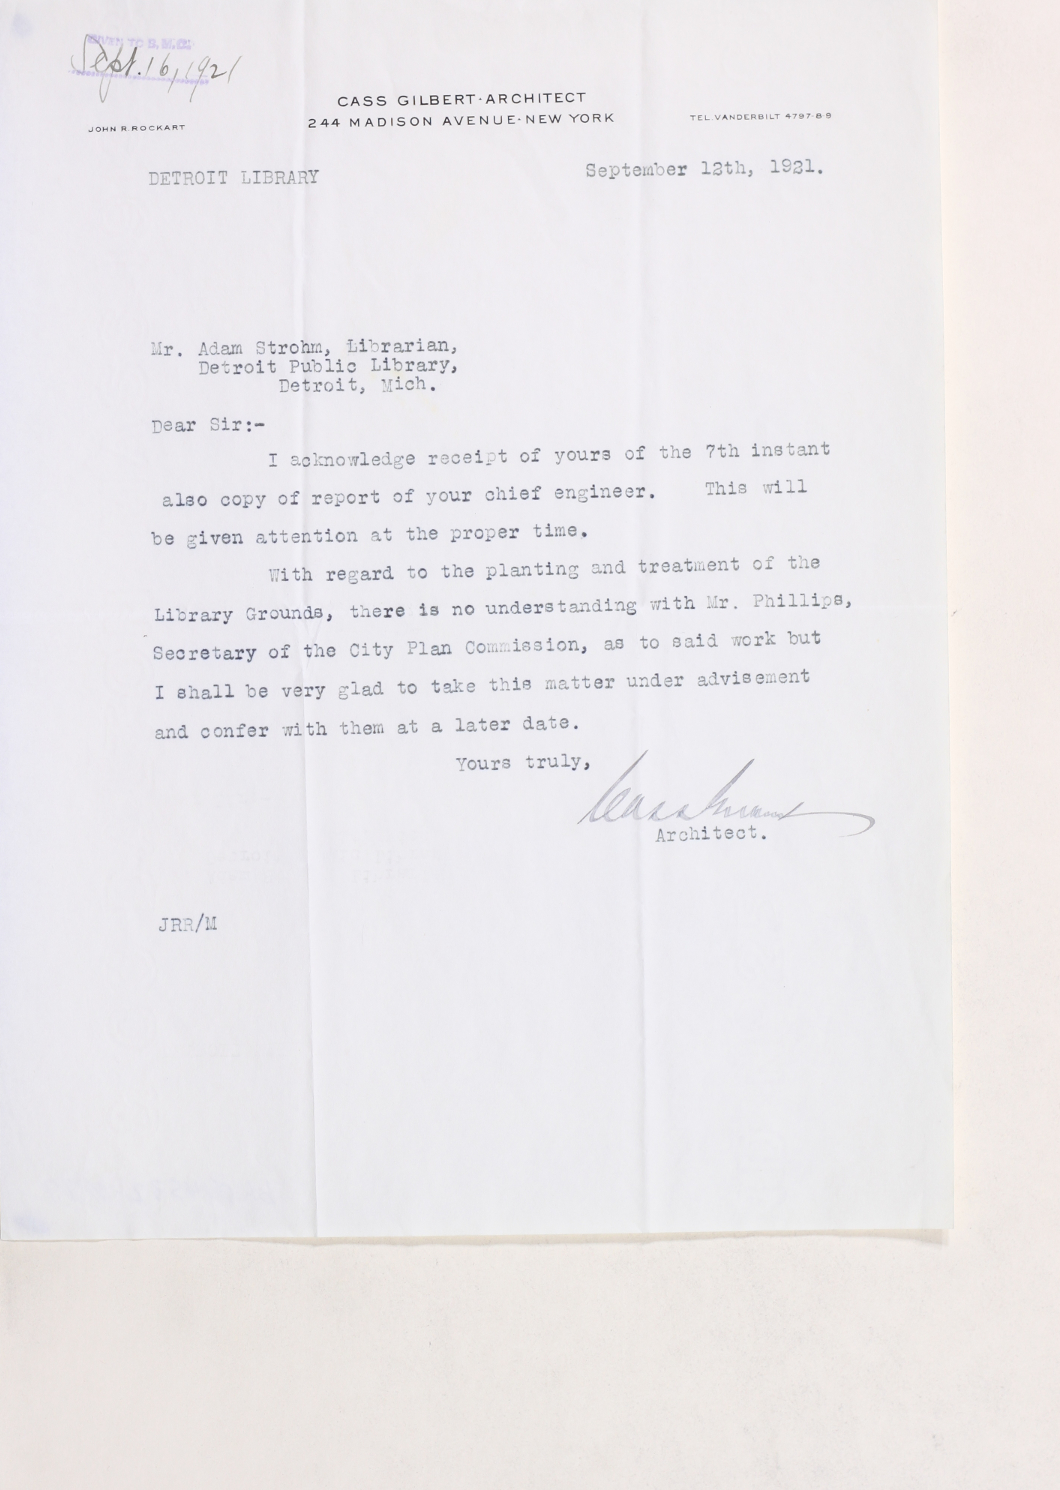 GIVEN TO B. M. C.
Sept. 16, 1921
CASS GILBERT·ARCHITECT
244 MADISON AVENUE·NEW YORK
JOHN R. ROCKART
TEL. VANDERBILT 4797-8-9
DETROIT LIBRARY
September 12th, 1921.
Mr. Adam Strohm, Librarian,
Detroit Public Library,
Detroit, Mich.
Dear Sir:-
I acknowledge receipt of yours of the 7th instant
also copy of report of your chief engineer. This will
be given attention at the proper time.
With regard to the planting and treatment of the
Library Grounds, there is no understanding with Mr. Phillips,
Secretary of the City Plan Commission, as to said work but
I shall be very glad to take this matter under advisement
and confer with them at a later date.
Yours truly,
Cass Gilbert
Architect.
JRR/M